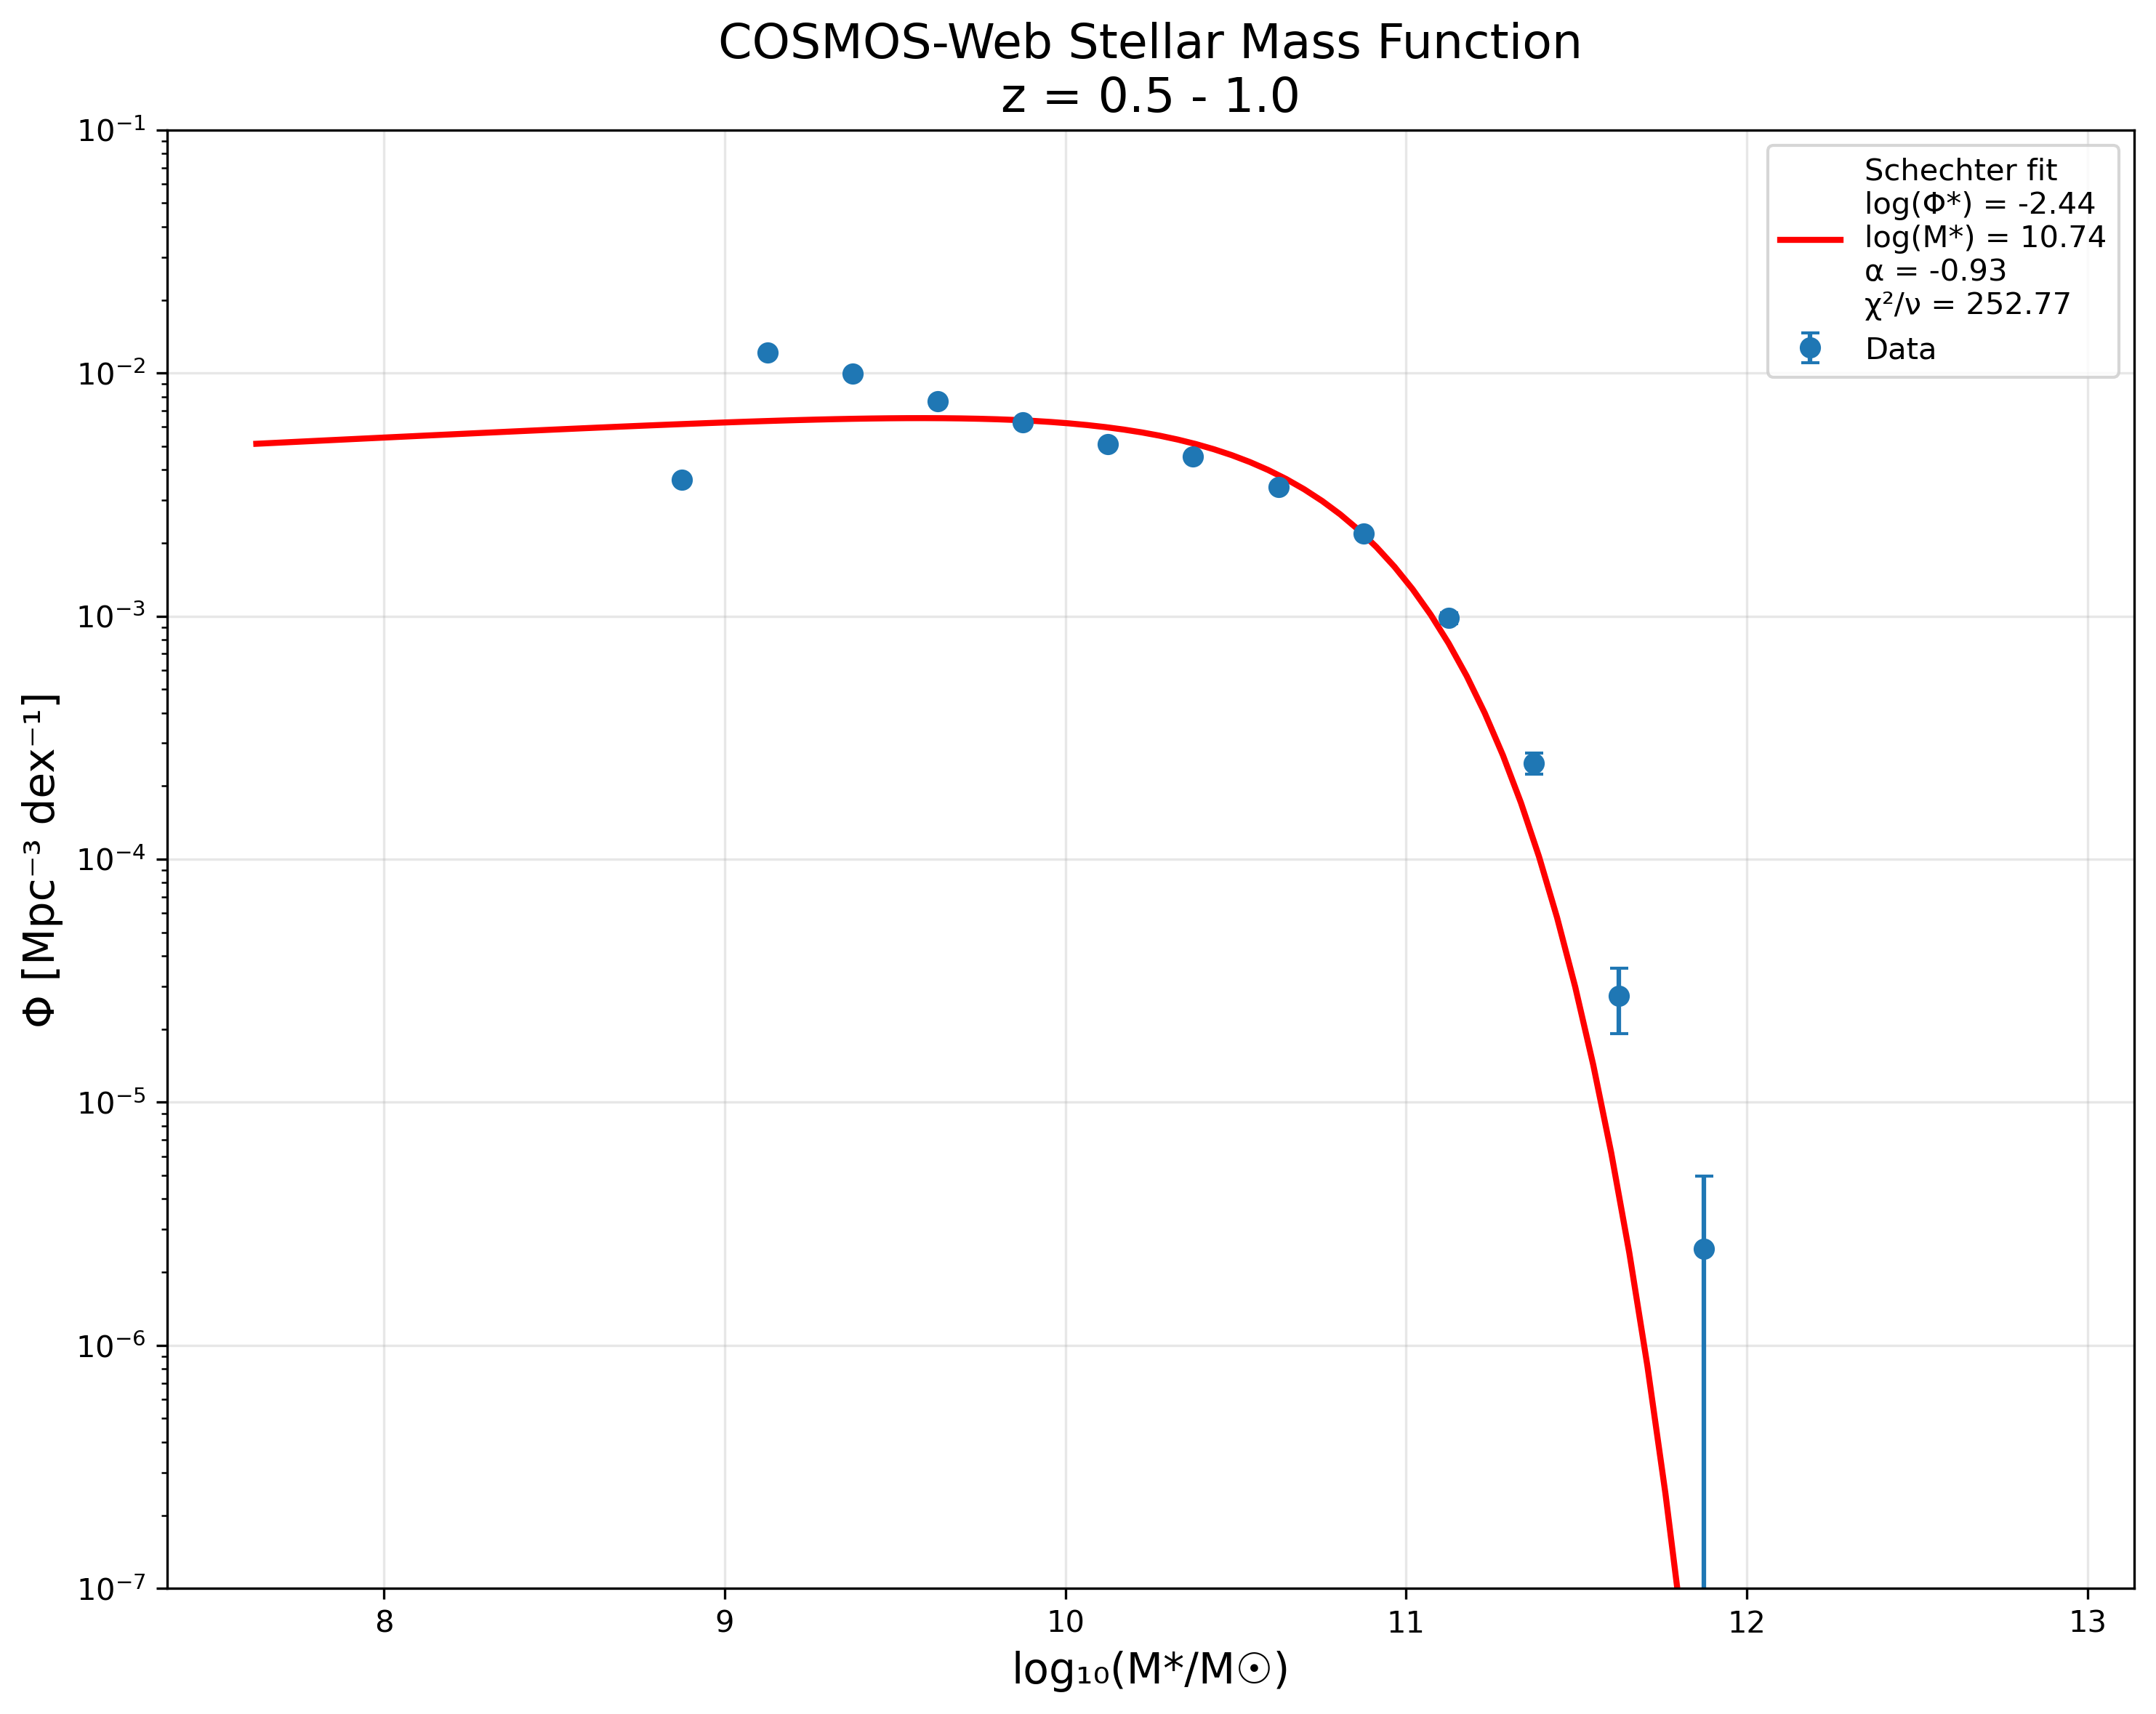 COSMOS-Web Stellar Mass Function
z = 0.5 - 1.0
Schechter fit
log(Φ*) = -2.44
log(M*) = 10.74
α = -0.93
χ²/ν = 252.77
Data
Φ [Mpc⁻³ dex⁻¹]
10⁻¹
10⁻²
10⁻³
10⁻⁴
10⁻⁵
10⁻⁶
10⁻⁷
8 9 10 11 12 13
log₁₀(M*/M☉)